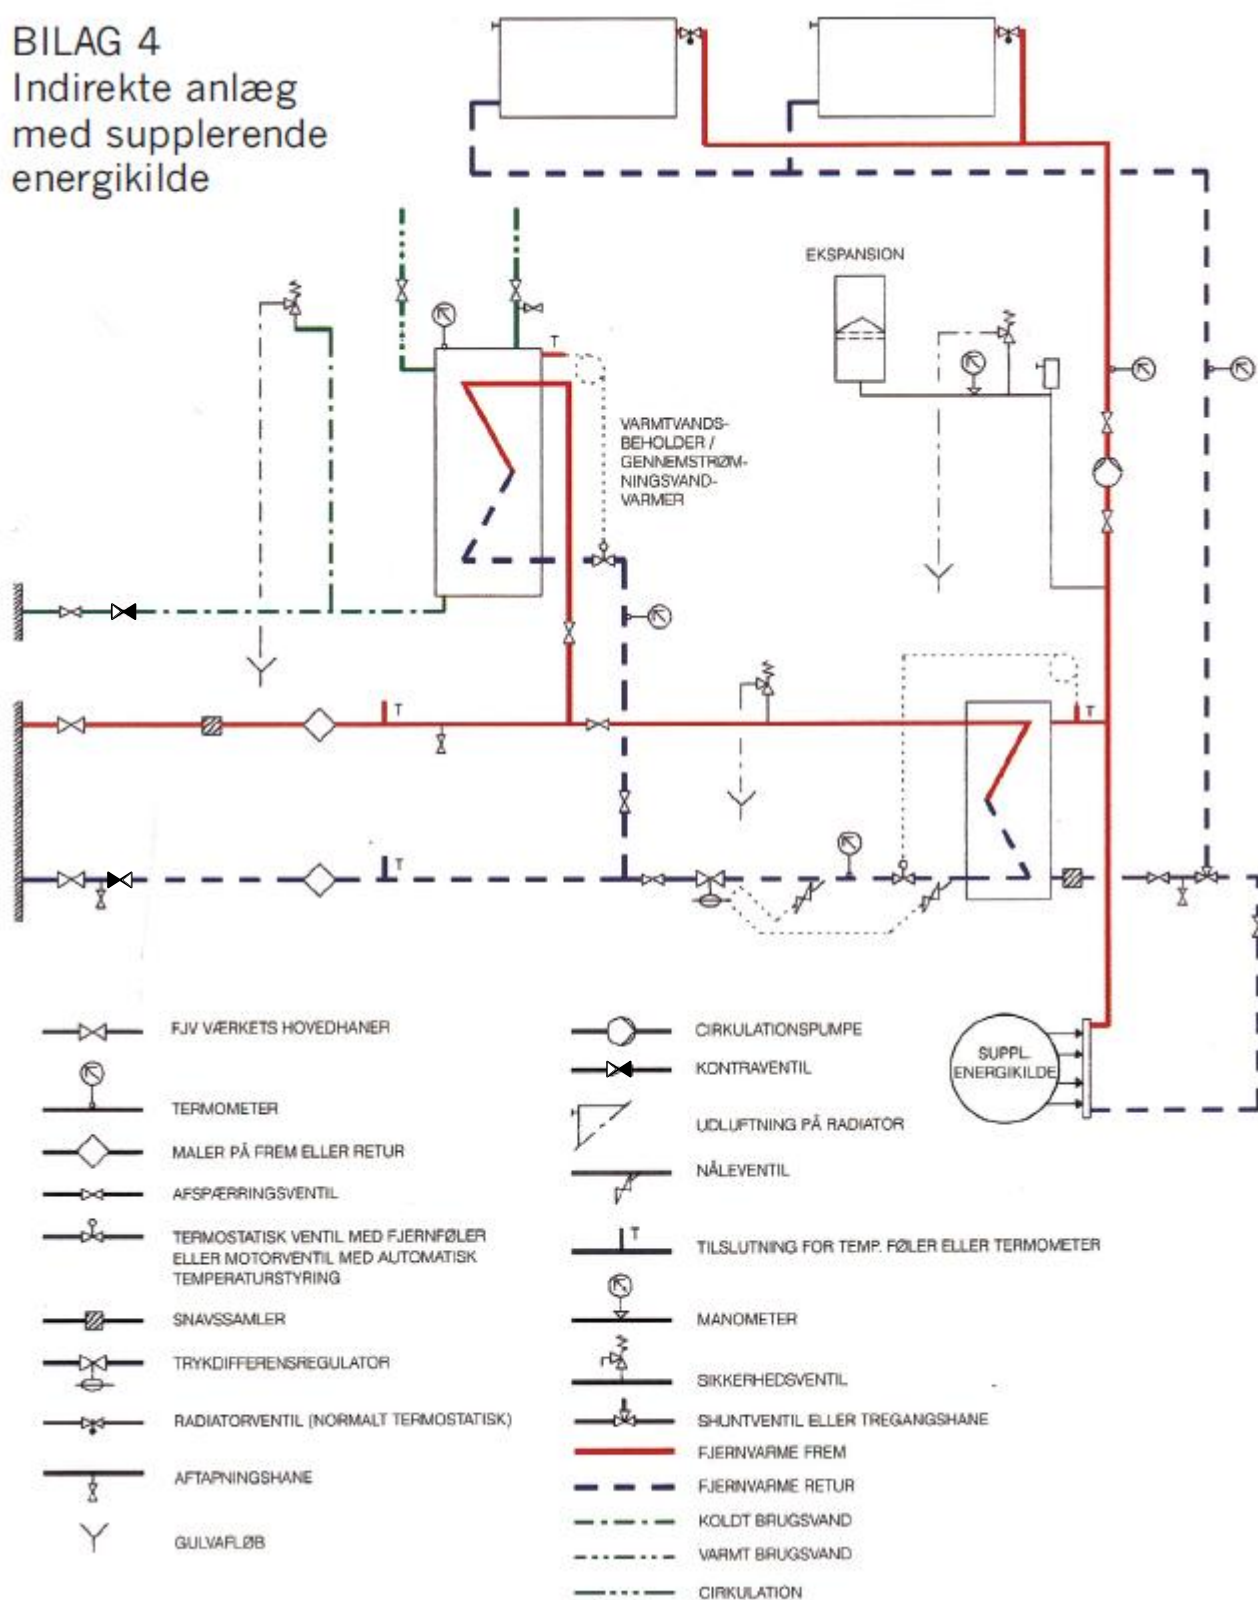 BILAG 4
Indirekte anlæg
med supplerende
energikilde
EKSPANSION
T
VARMTVANDS-
BEHOLDER /
GENNEMSTRØM-
NINGSVAND-
VARMER
T
T
T
SUPPL.
ENERGIKILDE
FJV VÆRKETS HOVEDHANER
TERMOMETER
MALER PÅ FREM ELLER RETUR
AFSPÆRRINGSVENTIL
TERMOSTATISK VENTIL MED FJERNFØLER
ELLER MOTORVENTIL MED AUTOMATISK
TEMPERATURSTYRING
SNAVSSAMLER
TRYKDIFFERENSREGULATOR
RADIATORVENTIL (NORMALT TERMOSTATISK)
AFTAPNINGSHANE
GULVAFLØB
CIRKULATIONSPUMPE
KONTRAVENTIL
UDLUFTNING PÅ RADIATOR
NÅLEVENTIL
T
TILSLUTNING FOR TEMP. FØLER ELLER TERMOMETER
MANOMETER
SIKKERHEDSVENTIL
SHUNTVENTIL ELLER TREGANGSHANE
FJERNVARME FREM
FJERNVARME RETUR
KOLDT BRUGSVAND
VARMT BRUGSVAND
CIRKULATION